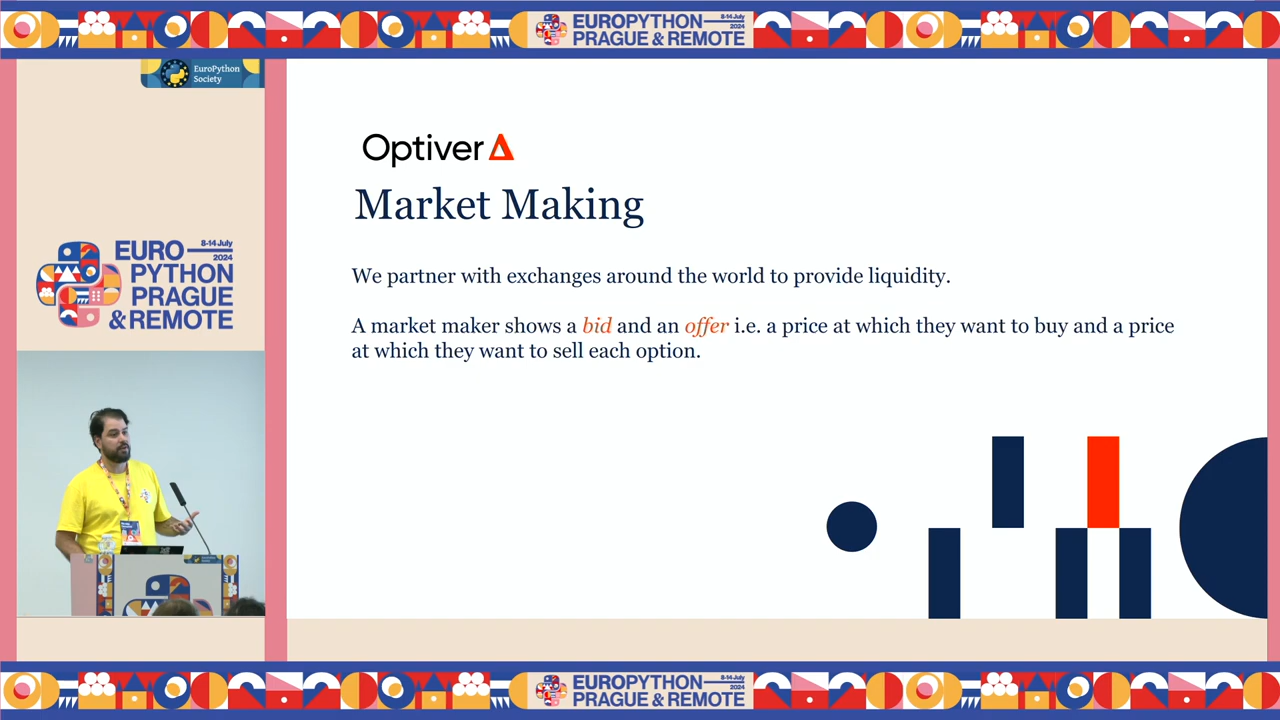 EUROPYTHON
8-14 July
2024
PRAGUE & REMOTE
EuroPython
Society
EURO
8-14 July
2024
PYTHON
PRAGUE
& REMOTE
Optiver
Market Making
We partner with exchanges around the world to provide liquidity.
A market maker shows a bid and an offer i.e. a price at which they want to buy and a price
at which they want to sell each option.
EUROPYTHON
8-14 July
2024
PRAGUE & REMOTE